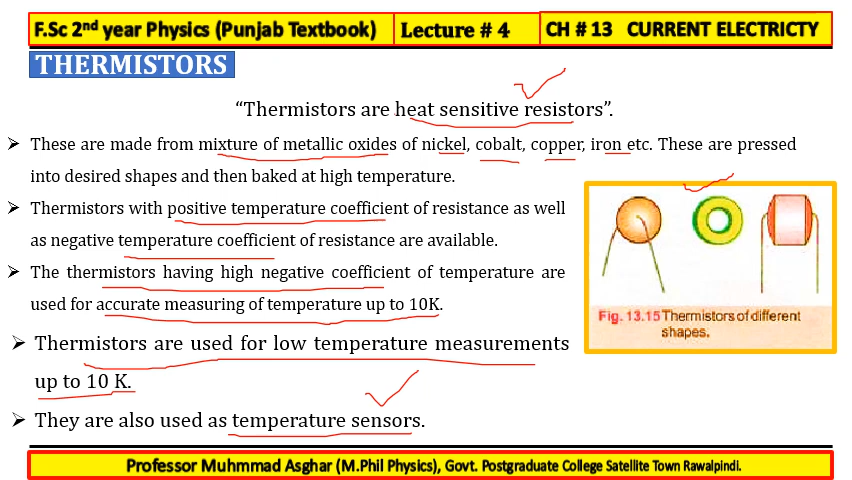 F.Sc 2nd year Physics (Punjab Textbook) Lecture # 4 CH # 13 CURRENT ELECTRICTY
THERMISTORS
“Thermistors are heat sensitive resistors”.
➢ These are made from mixture of metallic oxides of nickel, cobalt, copper, iron etc. These are pressed
into desired shapes and then baked at high temperature.
➢ Thermistors with positive temperature coefficient of resistance as well
as negative temperature coefficient of resistance are available.
➢ The thermistors having high negative coefficient of temperature are
used for accurate measuring of temperature up to 10K.
➢ Thermistors are used for low temperature measurements
up to 10 K.
➢ They are also used as temperature sensors.
Fig. 13.15 Thermistors of different
shapes.
Professor Muhmmad Asghar (M.Phil Physics), Govt. Postgraduate College Satellite Town Rawalpindi.